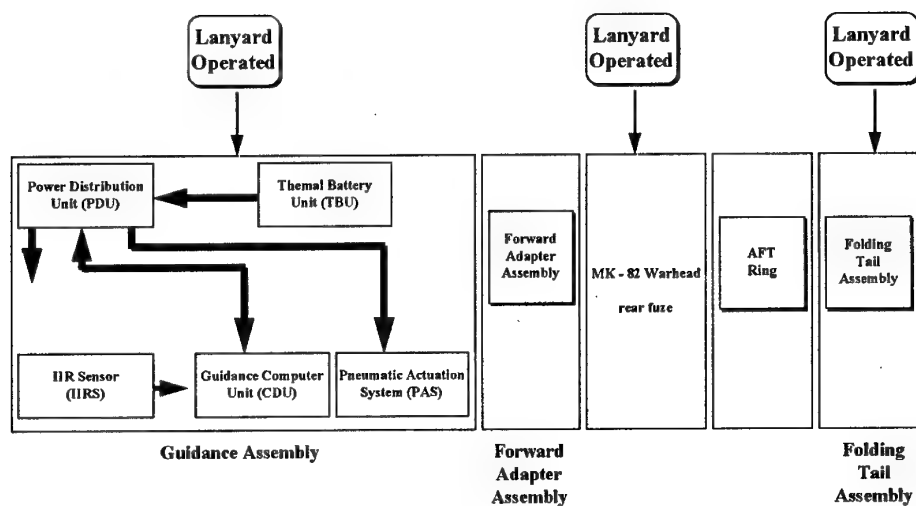 Lanyard
Operated
Lanyard
Operated
Lanyard
Operated
Power Distribution
Unit (PDU)
Themal Battery
Unit (TBU)
Forward
Adapter
Assembly
MK - 82 Warhead
rear fuze
AFT
Ring
Folding
Tail
Assembly
IIR Sensor
(IIRS)
Guidance Computer
Unit (CDU)
Pneumatic Actuation
System (PAS)
Guidance Assembly
Forward
Adapter
Assembly
Folding
Tail
Assembly